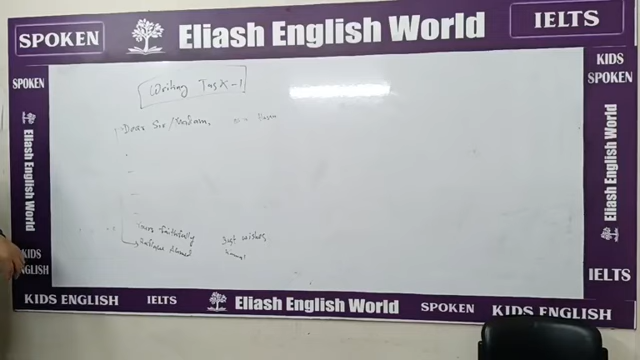 SPOKEN
Eliash English World
IELTS
SPOKEN
KIDS
SPOKEN
Writing Task-1
Dear Sir/Madam,
Eliash English World
Eliash English World
Yours faithfully
Best wishes,
KIDS
ENGLISH
IELTS
KIDS ENGLISH
IELTS
Eliash English World
SPOKEN
KIDS ENGLISH